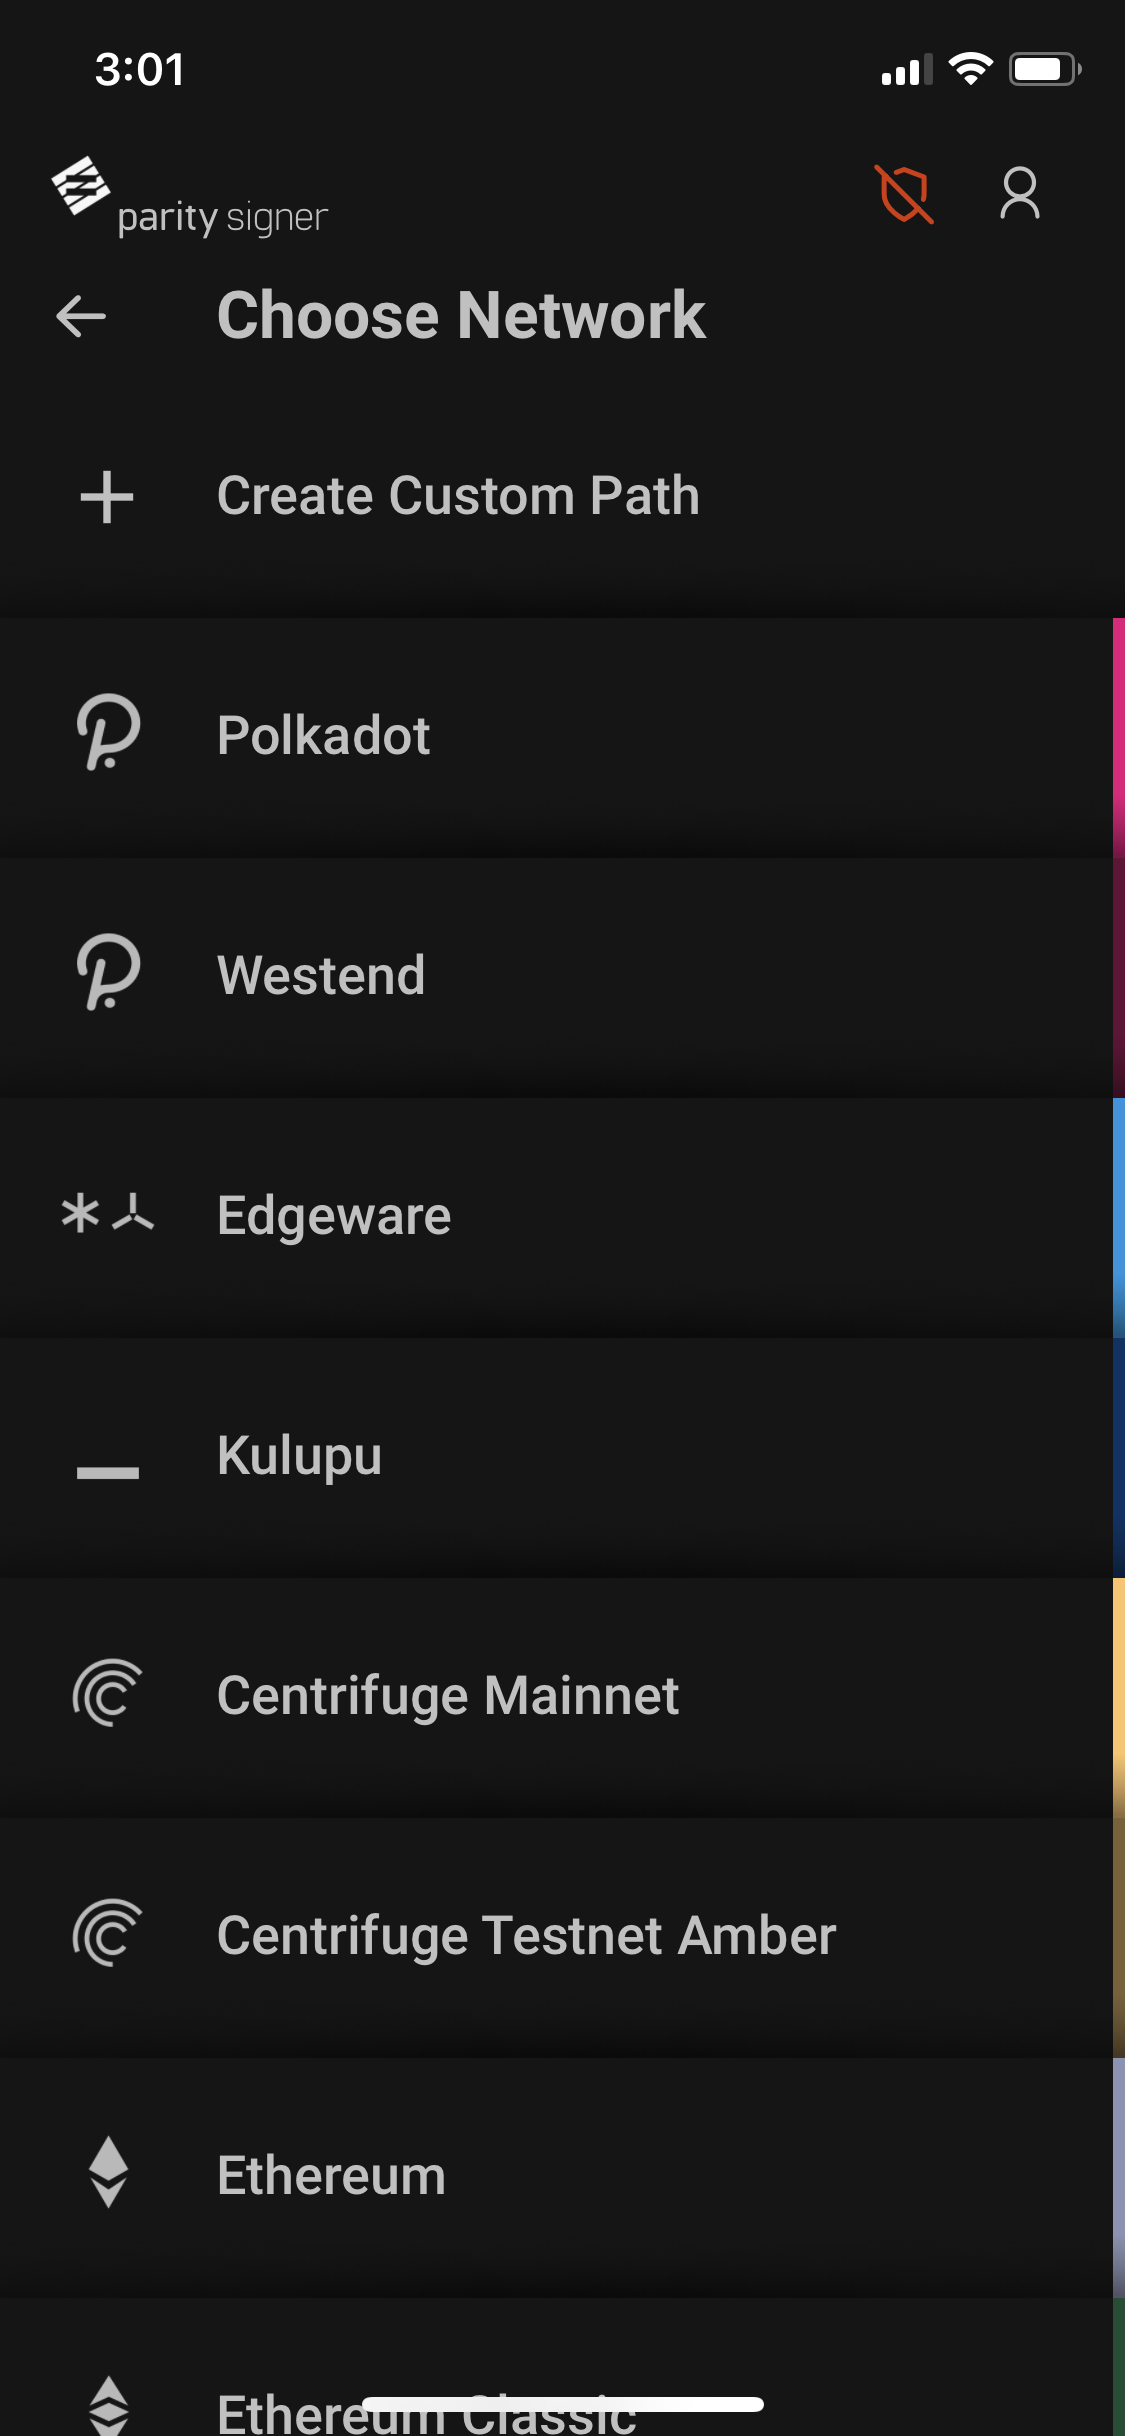 3:01
parity signer
Choose Network
Create Custom Path
Polkadot
Westend
Edgeware
Kulupu
Centrifuge Mainnet
Centrifuge Testnet Amber
Ethereum
Ethereum Classic